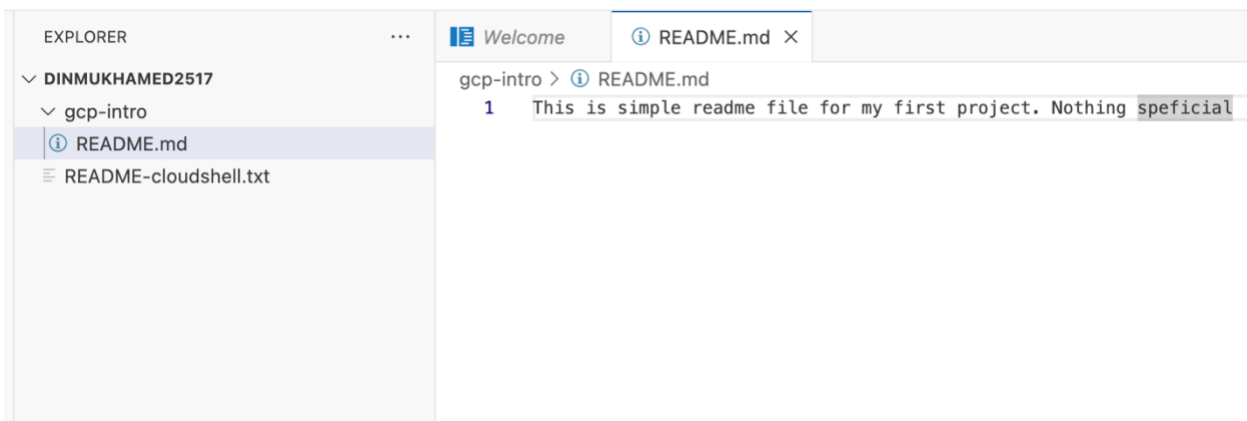 EXPLORER ...
DINMUKHAMED2517
gcp-intro
README.md
README-cloudshell.txt
Welcome README.md
gcp-intro > README.md
1 This is simple readme file for my first project. Nothing speficial